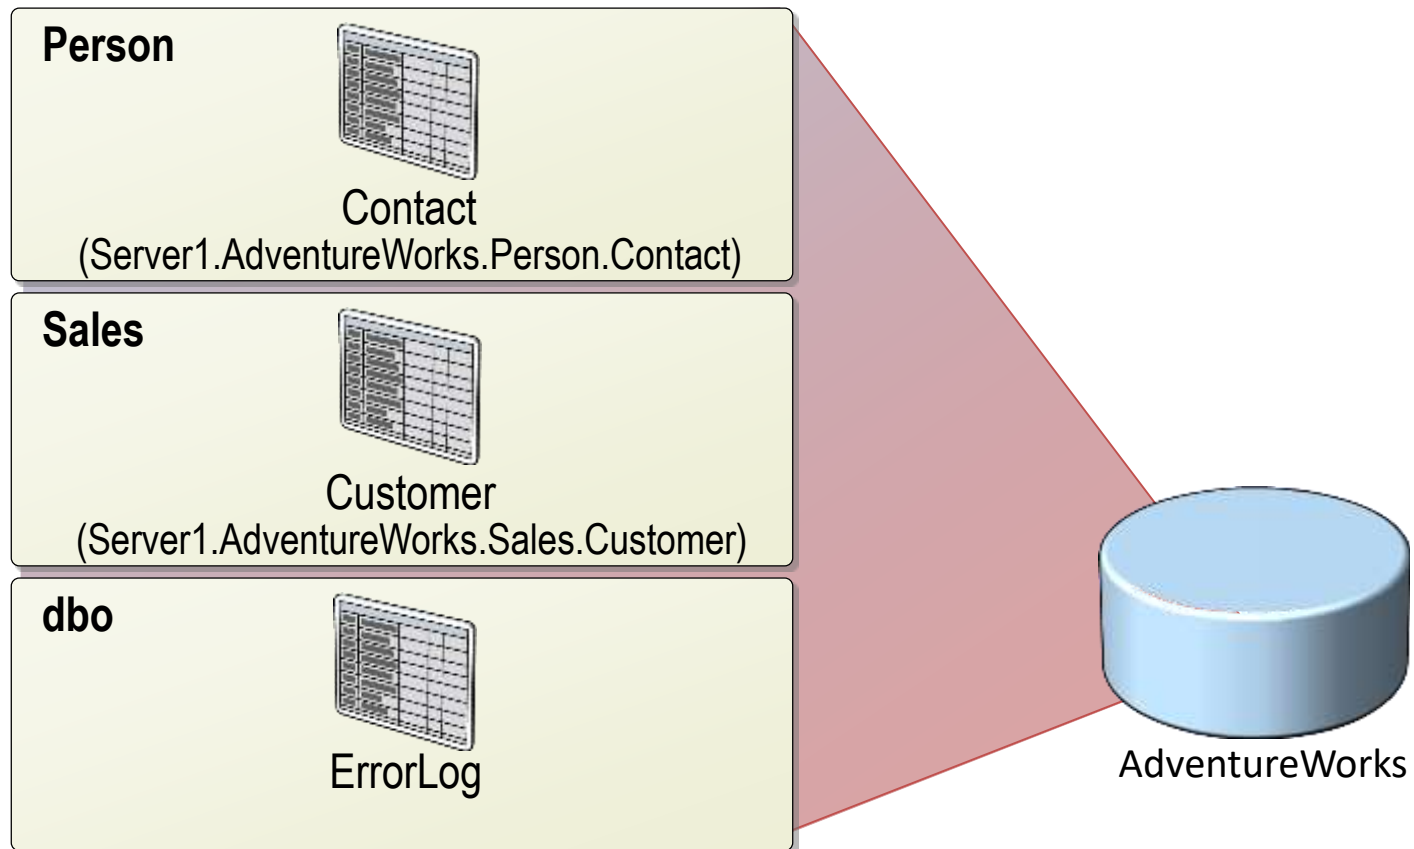 Person
Contact
(Server1.AdventureWorks.Person.Contact)
Sales
Customer
(Server1.AdventureWorks.Sales.Customer)
dbo
ErrorLog
AdventureWorks